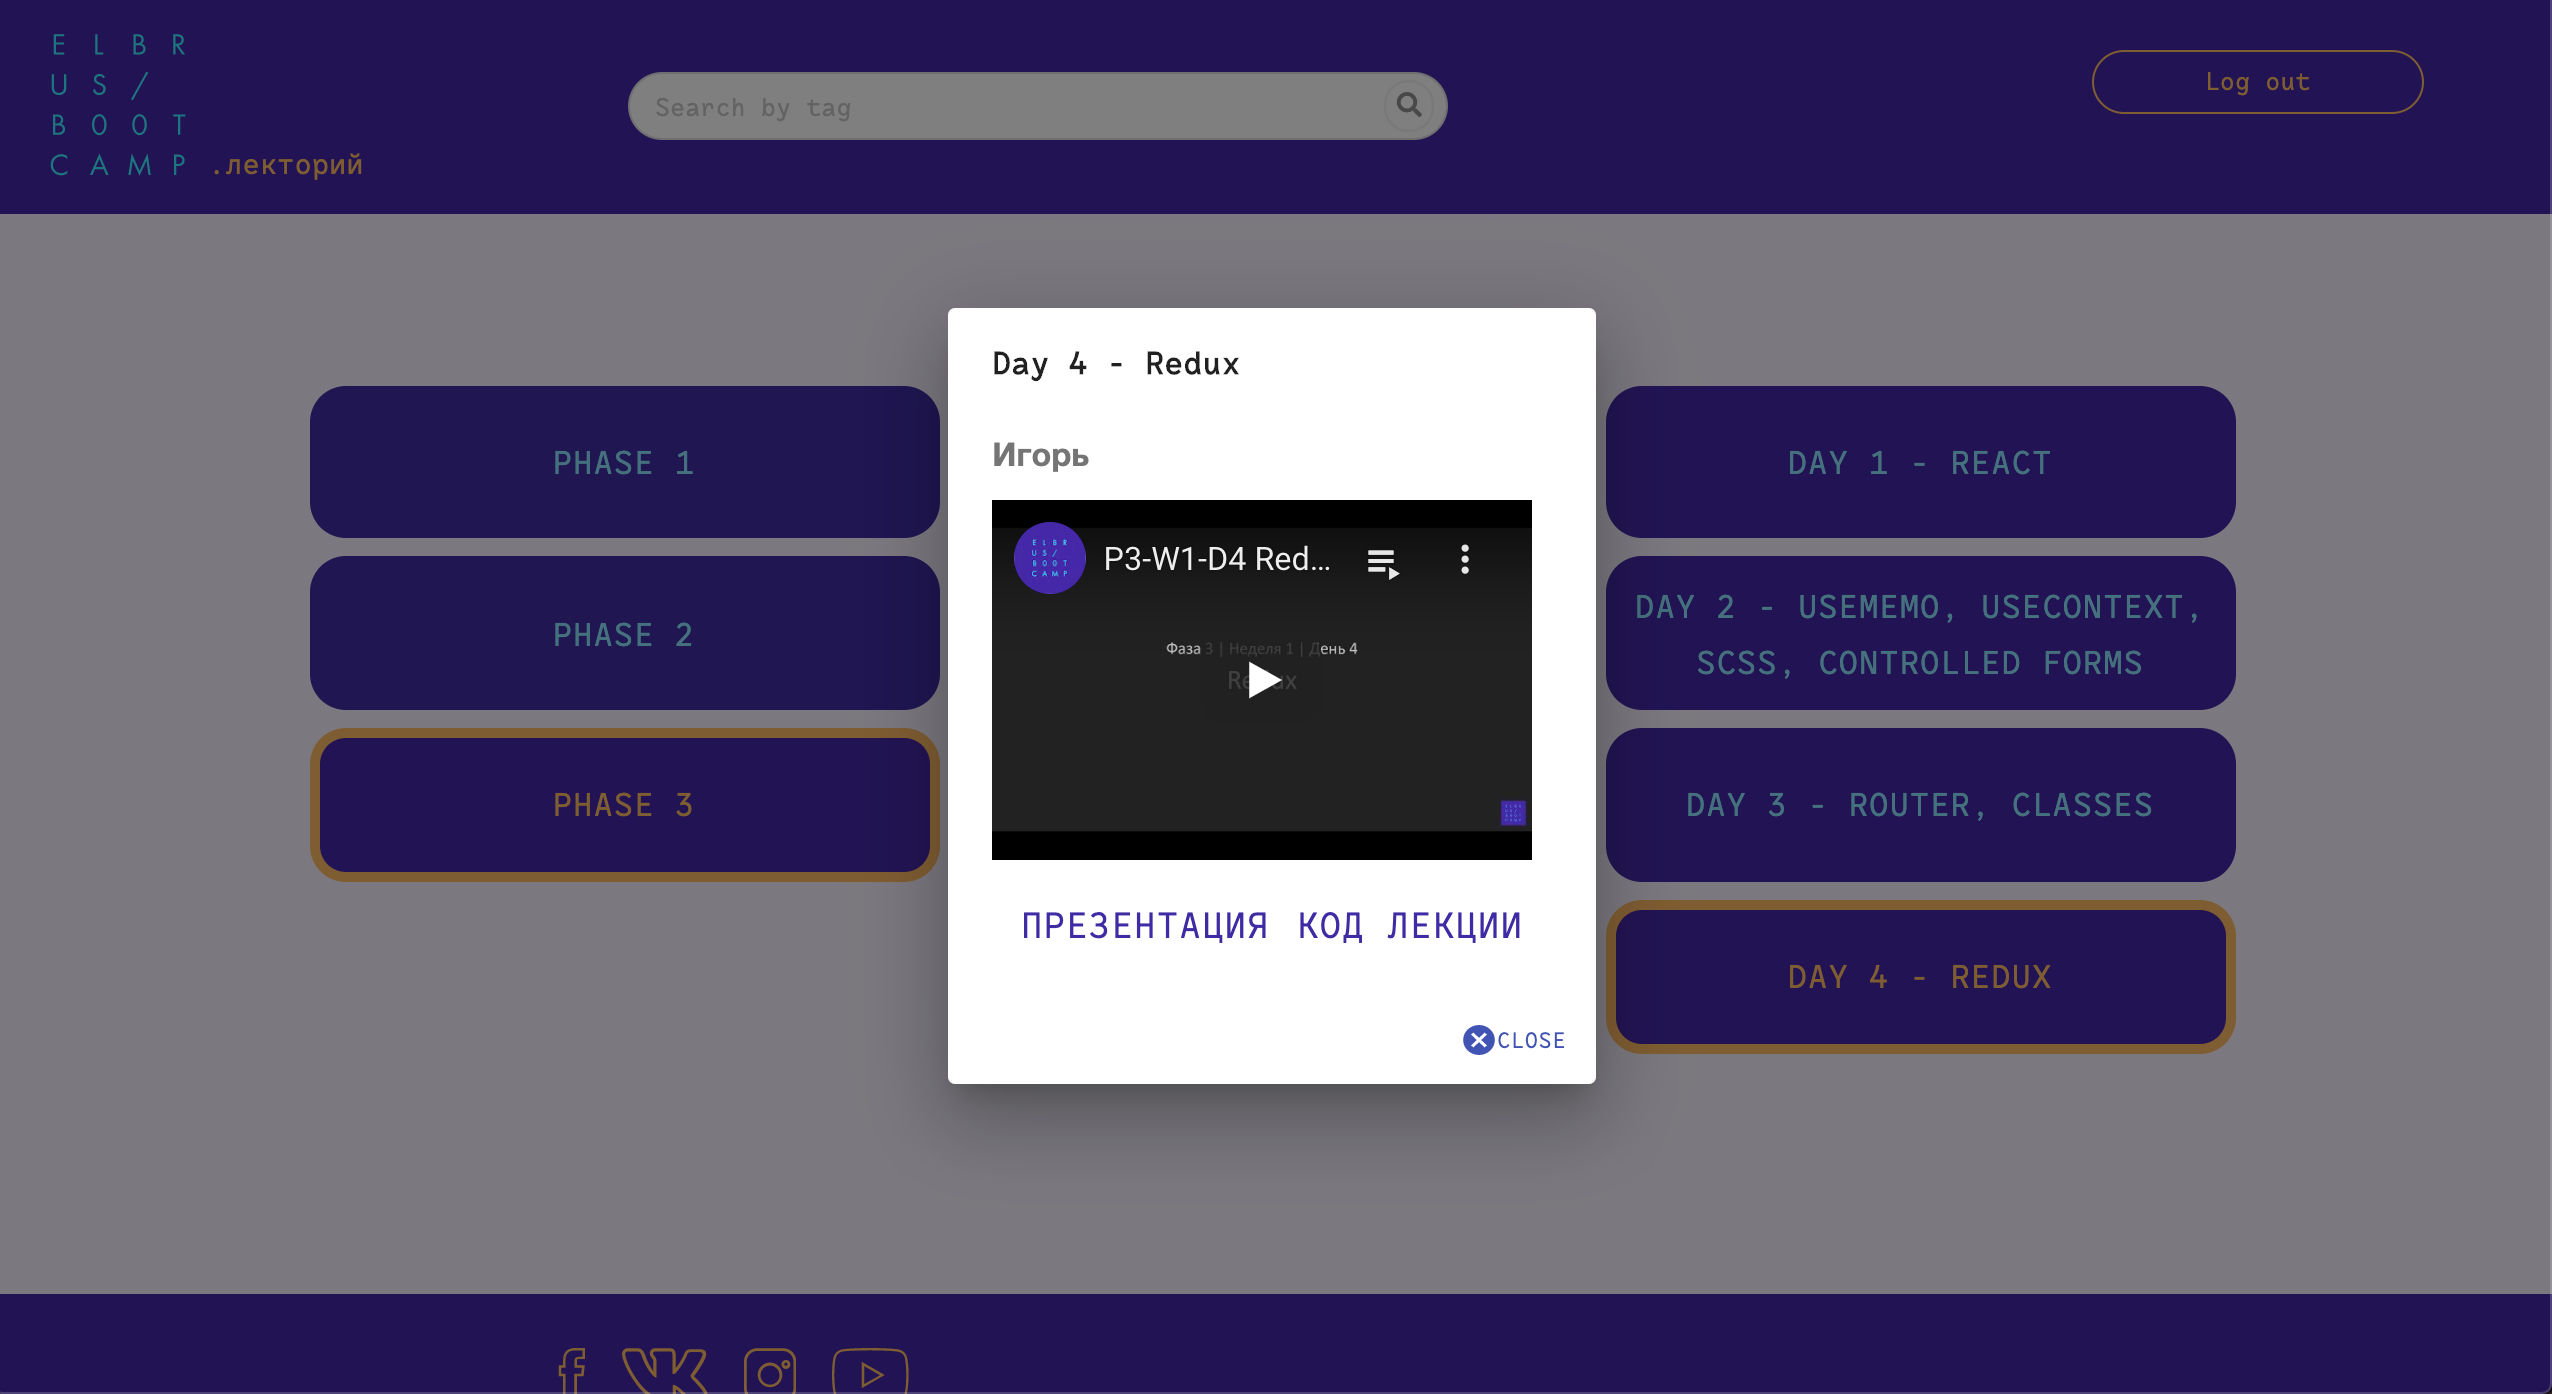 E L B R
U S /
B O O T
C A M P .лекторий
Search by tag
Log out
PHASE 1
PHASE 2
PHASE 3
Day 4 - Redux
Игорь
E L B R
U S /
B O O T
C A M P
P3-W1-D4 Red...
Фаза 3 | Неделя 1 | День 4
Redux
ПРЕЗЕНТАЦИЯ КОД ЛЕКЦИИ
CLOSE
DAY 1 - REACT
DAY 2 - USEMEMO, USECONTEXT,
SCSS, CONTROLLED FORMS
DAY 3 - ROUTER, CLASSES
DAY 4 - REDUX